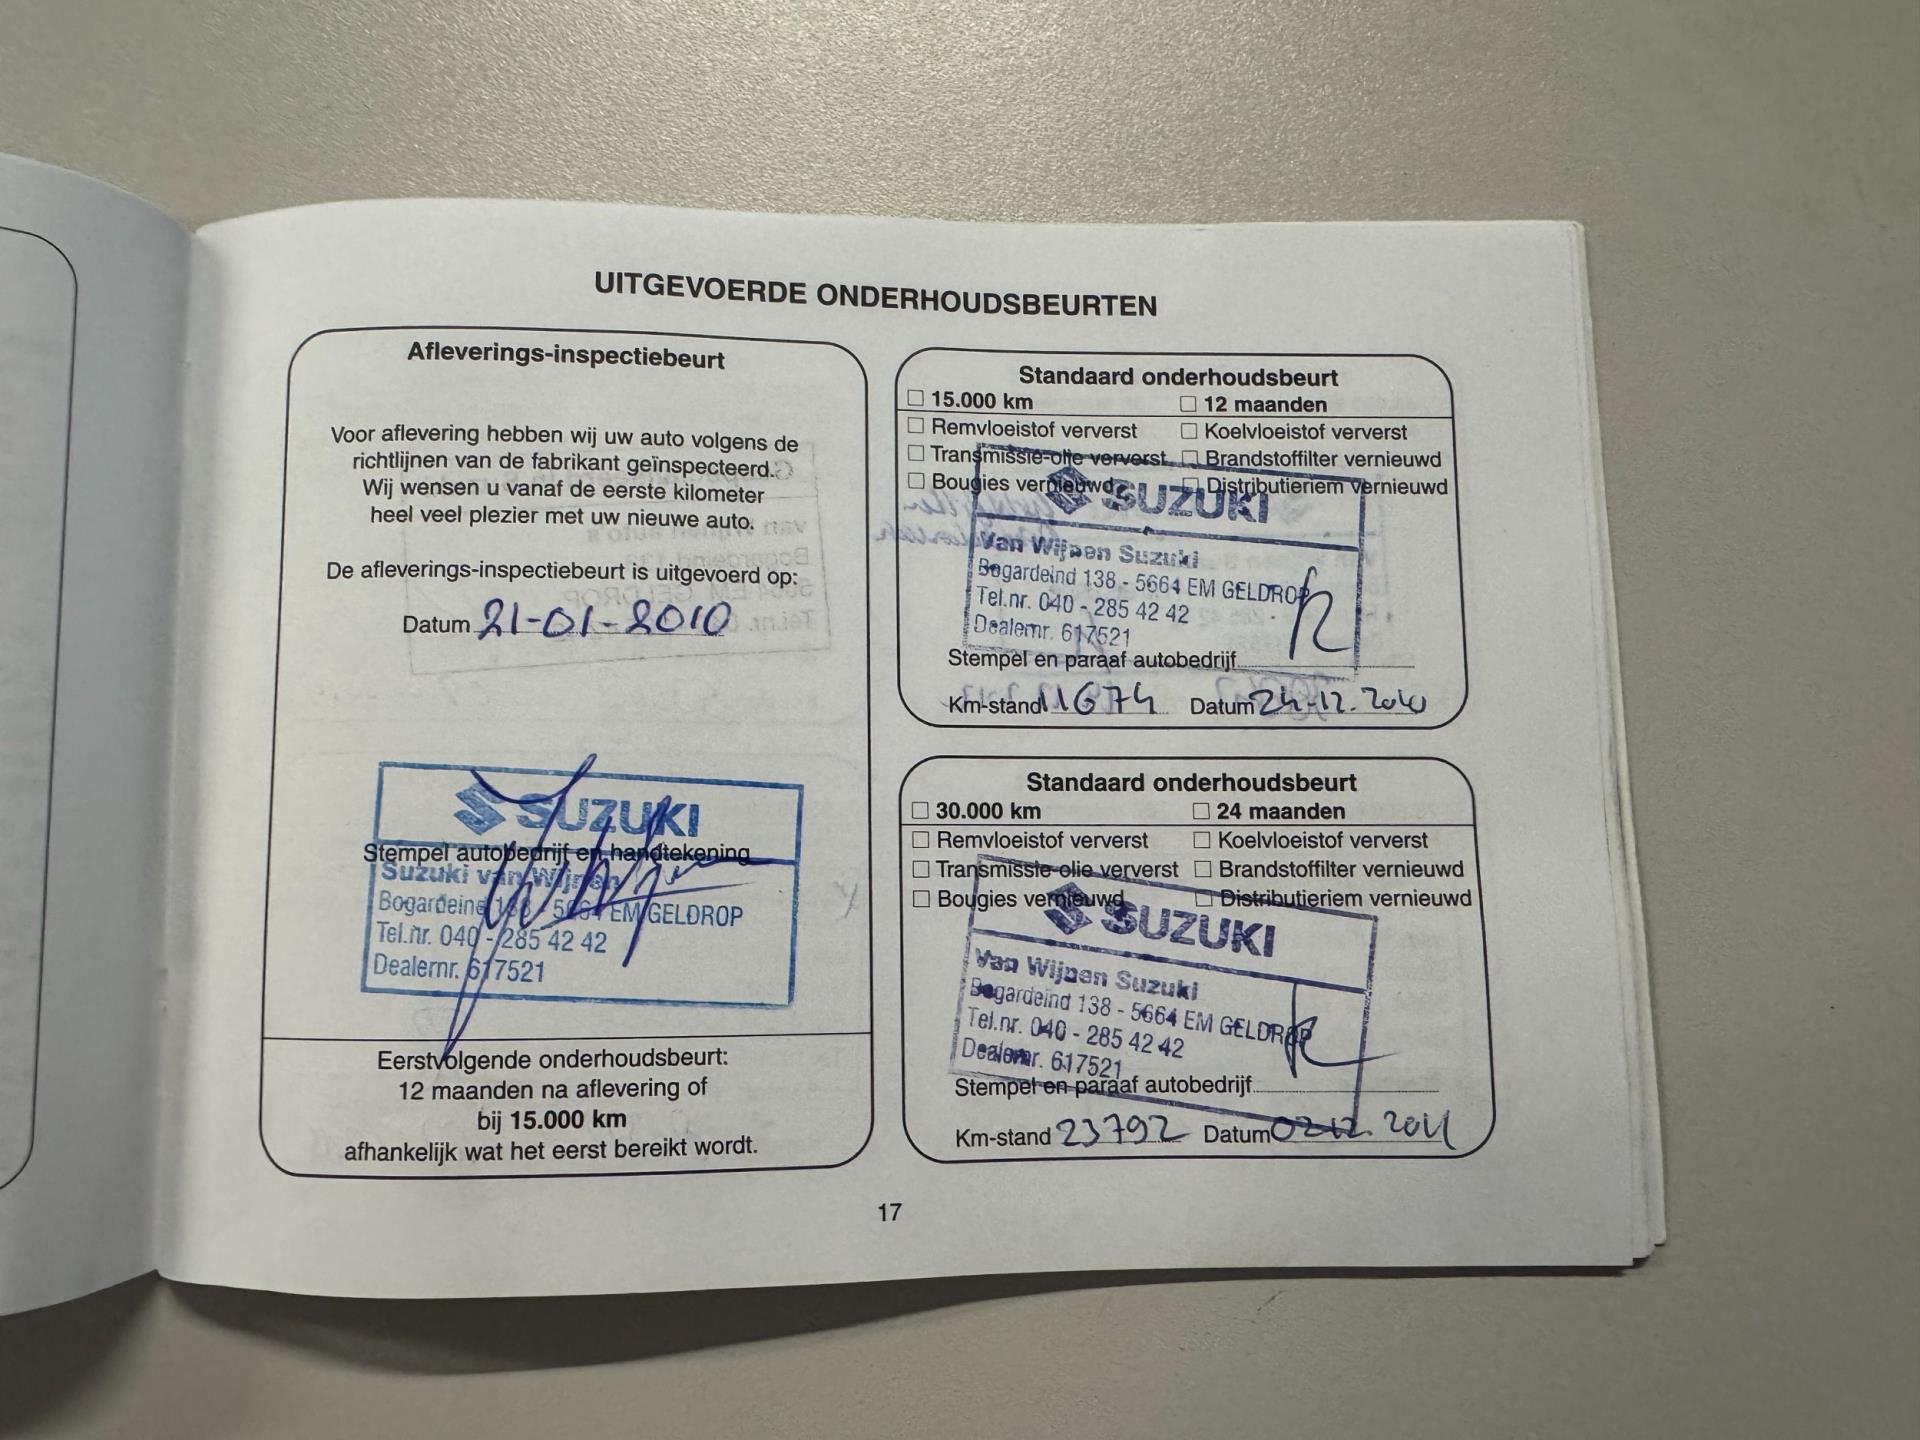 UITGEVOERDE ONDERHOUDSBEURTEN
Afleverings-inspectiebeurt
Voor aflevering hebben wij uw auto volgens de
richtlijnen van de fabrikant geïnspecteerd.
Wij wensen u vanaf de eerste kilometer
heel veel plezier met uw nieuwe auto.
De afleverings-inspectiebeurt is uitgevoerd op:
Datum 21-01-2010
SUZUKI
Stempel autobedrijf en handtekening
Suzuki van Wijnen
Bogardeind 138 - 5664 EM GELDROP
Tel.nr. 040 - 285 42 42
Dealernr. 617521
Eerstvolgende onderhoudsbeurt:
12 maanden na aflevering of
bij 15.000 km
afhankelijk wat het eerst bereikt wordt.
Standaard onderhoudsbeurt
15.000 km 12 maanden
Remvloeistof ververst Koelvloeistof ververst
Transmissie-olie ververst Brandstoffilter vernieuwd
Bougies vernieuwd Distributieriem vernieuwd
SUZUKI
Van Wijnen Suzuki
Bogardeind 138 - 5664 EM GELDROP
Tel.nr. 040 - 285 42 42
Dealernr. 617521
Stempel en paraaf autobedrijf
Km-stand 11674 Datum 24-12.2010
Standaard onderhoudsbeurt
30.000 km 24 maanden
Remvloeistof ververst Koelvloeistof ververst
Transmissie-olie ververst Brandstoffilter vernieuwd
Bougies vernieuwd Distributieriem vernieuwd
SUZUKI
Van Wijnen Suzuki
Bogardeind 138 - 5664 EM GELDROP
Tel.nr. 040 - 285 42 42
Dealernr. 617521
Stempel en paraaf autobedrijf
Km-stand 23792 Datum 02-12.2011
17